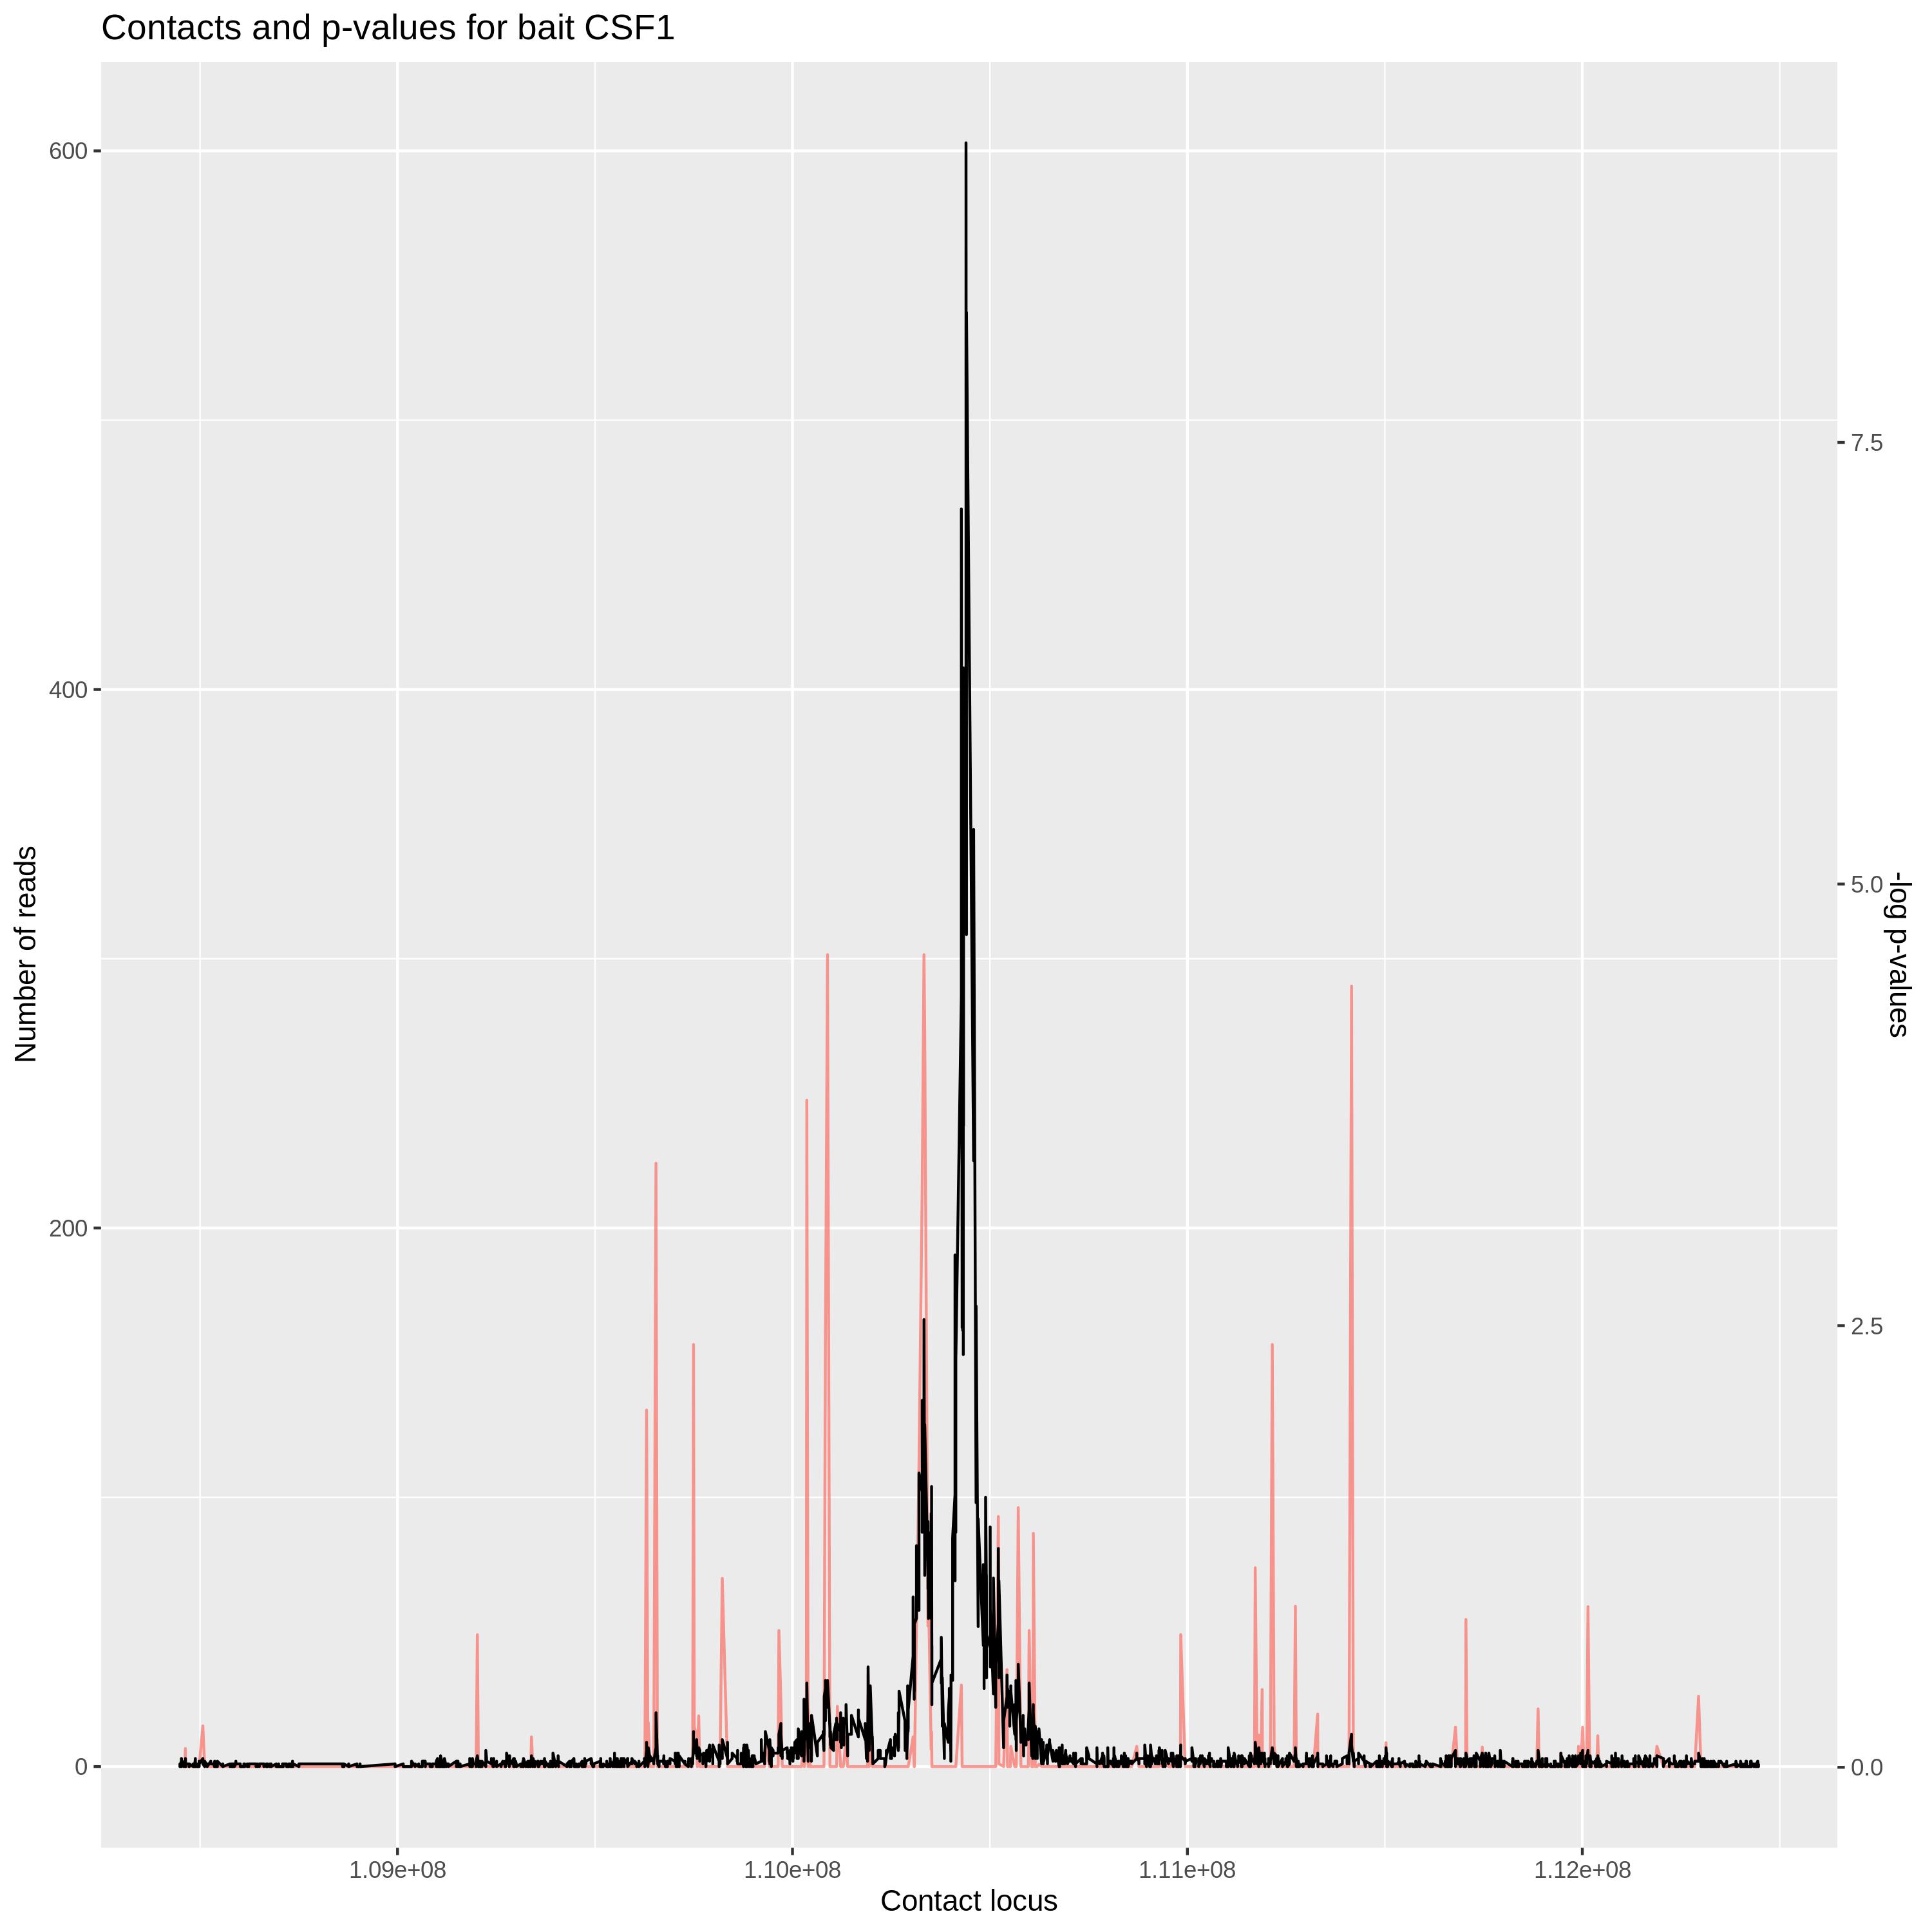 Contacts and p-values for bait CSF1
600
400
200
0
Number of reads
7.5
5.0
2.5
0.0
-log p-values
1.09e+08
1.10e+08
1.11e+08
1.12e+08
Contact locus